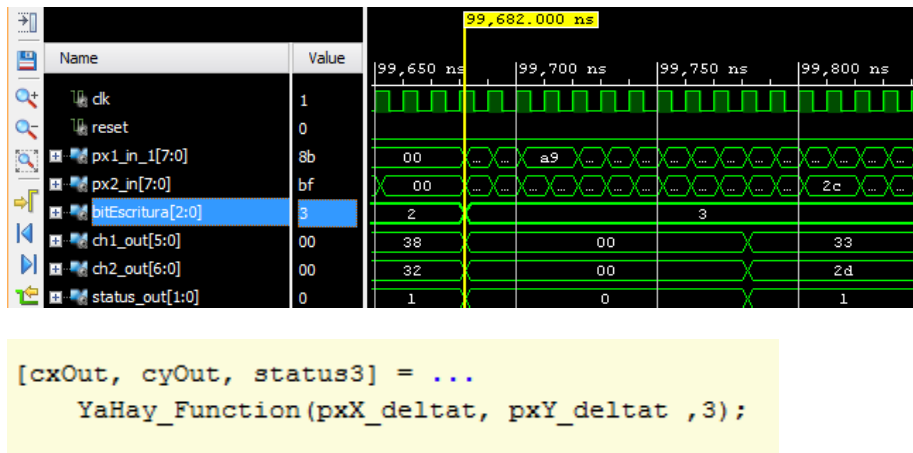 99,682.000 ns
Name Value
99,650 ns 99,700 ns 99,750 ns 99,800 ns
clk 1
reset 0
px1_in_1[7:0] 8b 00 ... ... a9 ... ... ... ... ... ... ... ... ... ...
px2_in[7:0] bf 00 ... ... ... ... ... ... ... ... ... ... 2c ... ...
bitEscritura[2:0] 3 2 3
ch1_out[5:0] 00 38 00 33
ch2_out[6:0] 00 32 00 2d
status_out[1:0] 0 1 0 1
[cxOut, cyOut, status3] = ...
YaHay_Function(pxX_deltat, pxY_deltat ,3);